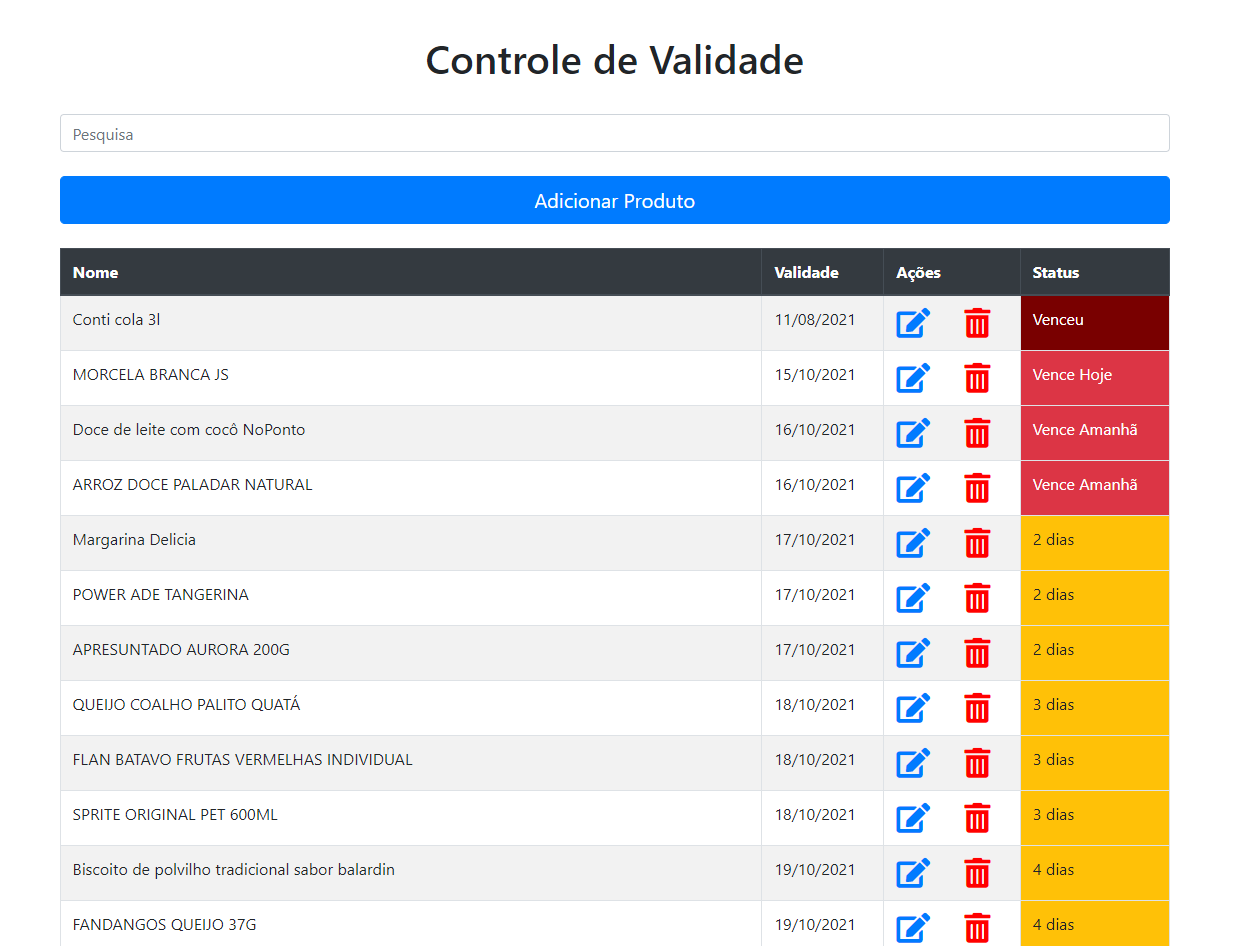 Controle de Validade
Pesquisa
Adicionar Produto
Nome Validade Ações Status
Conti cola 3l 11/08/2021 Venceu
MORCELA BRANCA JS 15/10/2021 Vence Hoje
Doce de leite com cocô NoPonto 16/10/2021 Vence Amanhã
ARROZ DOCE PALADAR NATURAL 16/10/2021 Vence Amanhã
Margarina Delicia 17/10/2021 2 dias
POWER ADE TANGERINA 17/10/2021 2 dias
APRESUNTADO AURORA 200G 17/10/2021 2 dias
QUEIJO COALHO PALITO QUATÁ 18/10/2021 3 dias
FLAN BATAVO FRUTAS VERMELHAS INDIVIDUAL 18/10/2021 3 dias
SPRITE ORIGINAL PET 600ML 18/10/2021 3 dias
Biscoito de polvilho tradicional sabor balardin 19/10/2021 4 dias
FANDANGOS QUEIJO 37G 19/10/2021 4 dias